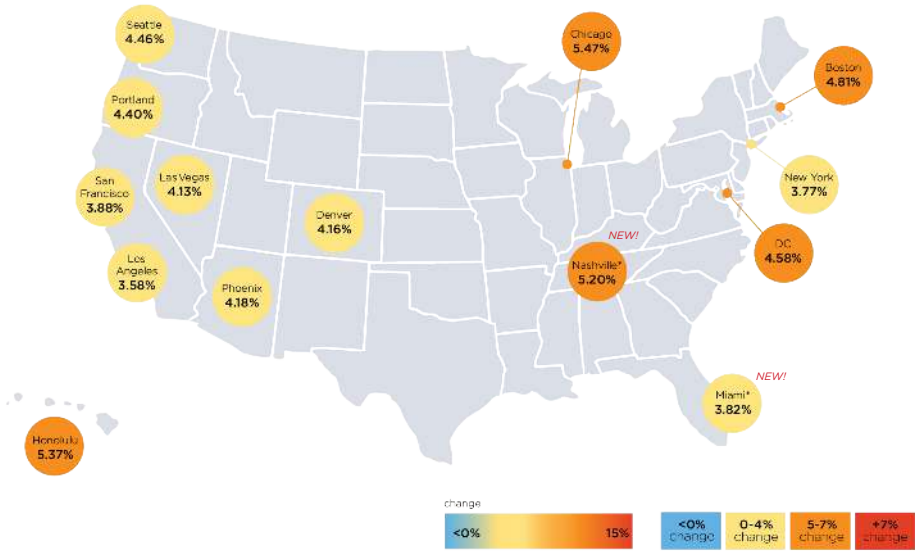 Seattle
4.46%
Portland
4.40%
San
Francisco
3.88%
Las Vegas
4.13%
Los
Angeles
3.58%
Denver
4.16%
Phoenix
4.18%
Chicago
5.47%
Boston
4.81%
New York
3.77%
DC
4.58%
NEW!
Nashville*
5.20%
NEW!
Miami*
3.82%
Honolulu
5.37%
change
<0% 15%
<0%
change
0-4%
change
5-7%
change
+7%
change